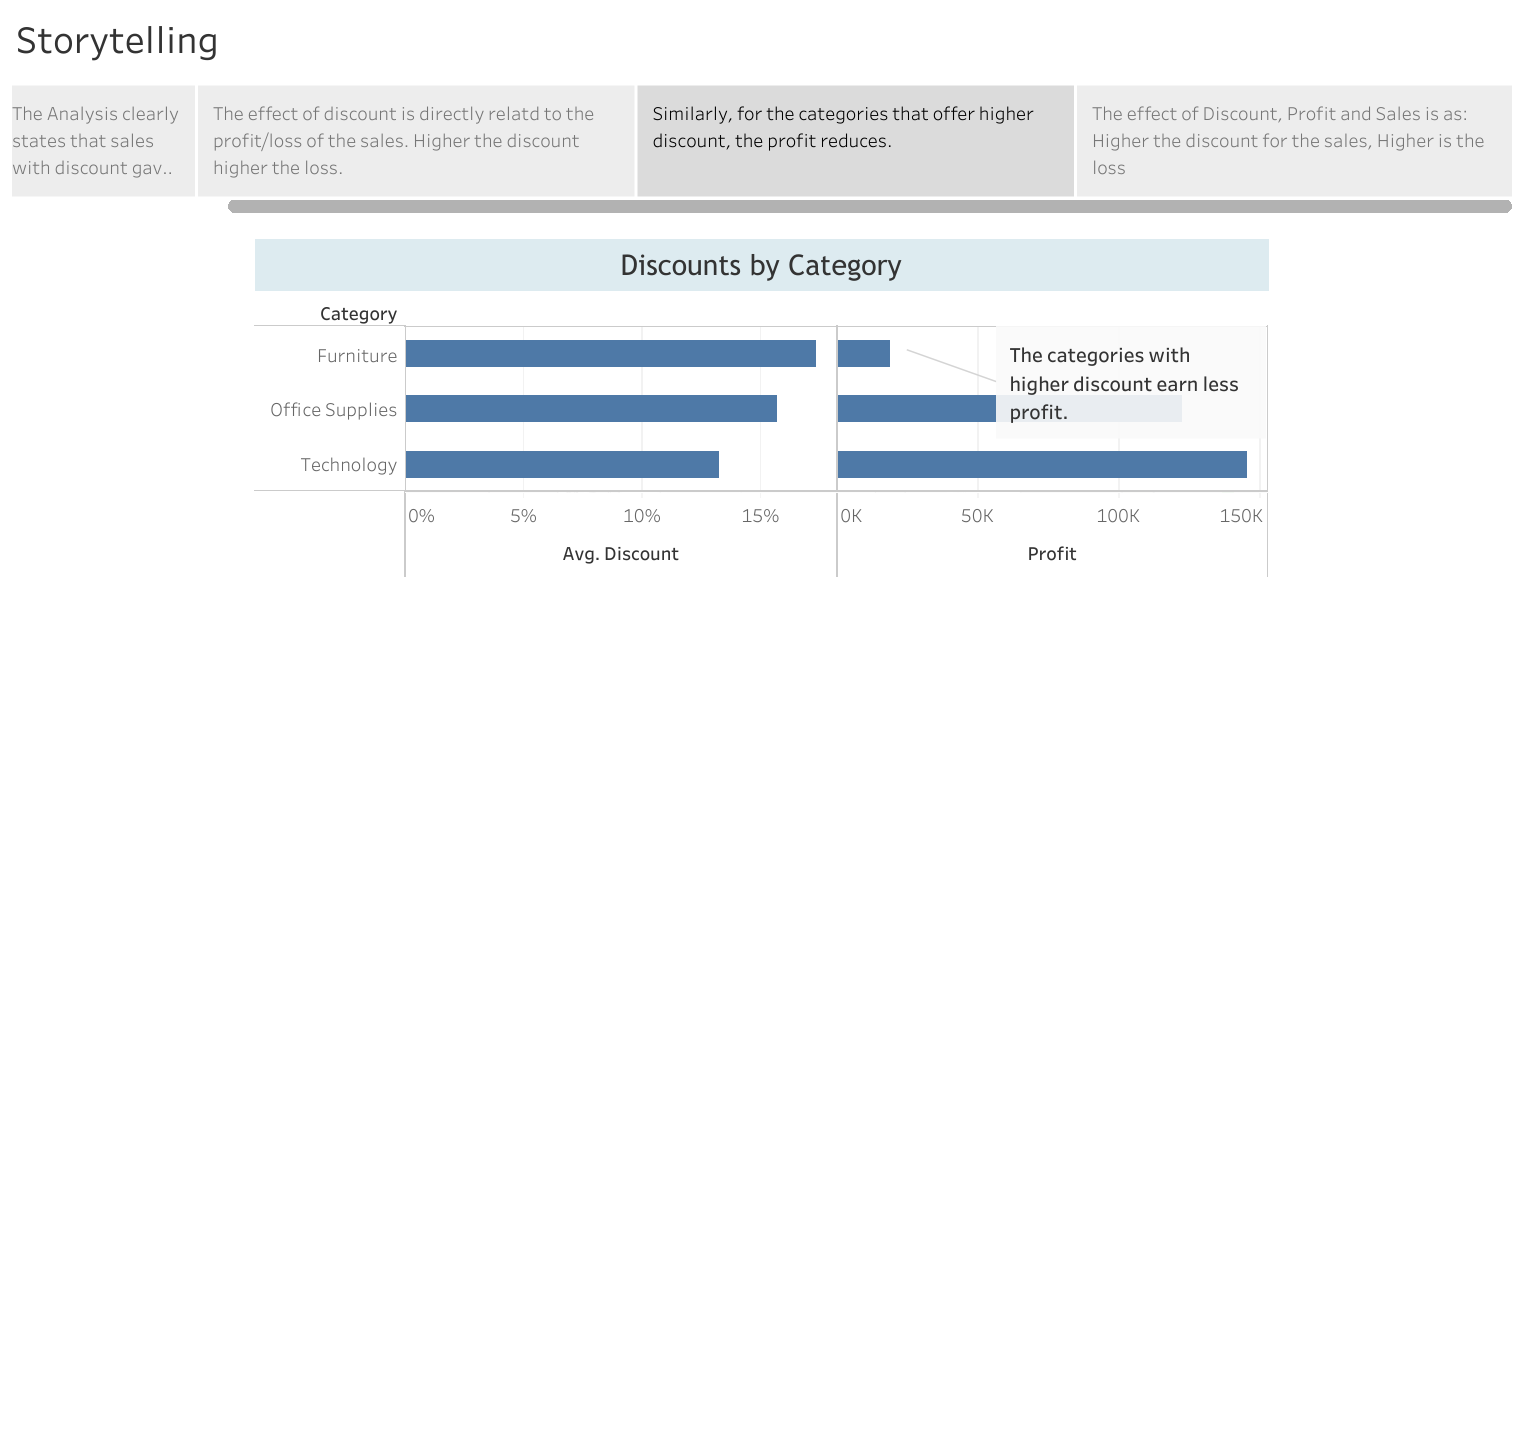 Storytelling
The Analysis clearly
states that sales
with discount gav..
The effect of discount is directly relatd to the
profit/loss of the sales. Higher the discount
higher the loss.
Similarly, for the categories that offer higher
discount, the profit reduces.
The effect of Discount, Profit and Sales is as:
Higher the discount for the sales, Higher is the
loss
Discounts by Category
Category
Furniture
Office Supplies
Technology
The categories with
higher discount earn less
profit.
0% 5% 10% 15% 0K 50K 100K 150K
Avg. Discount Profit